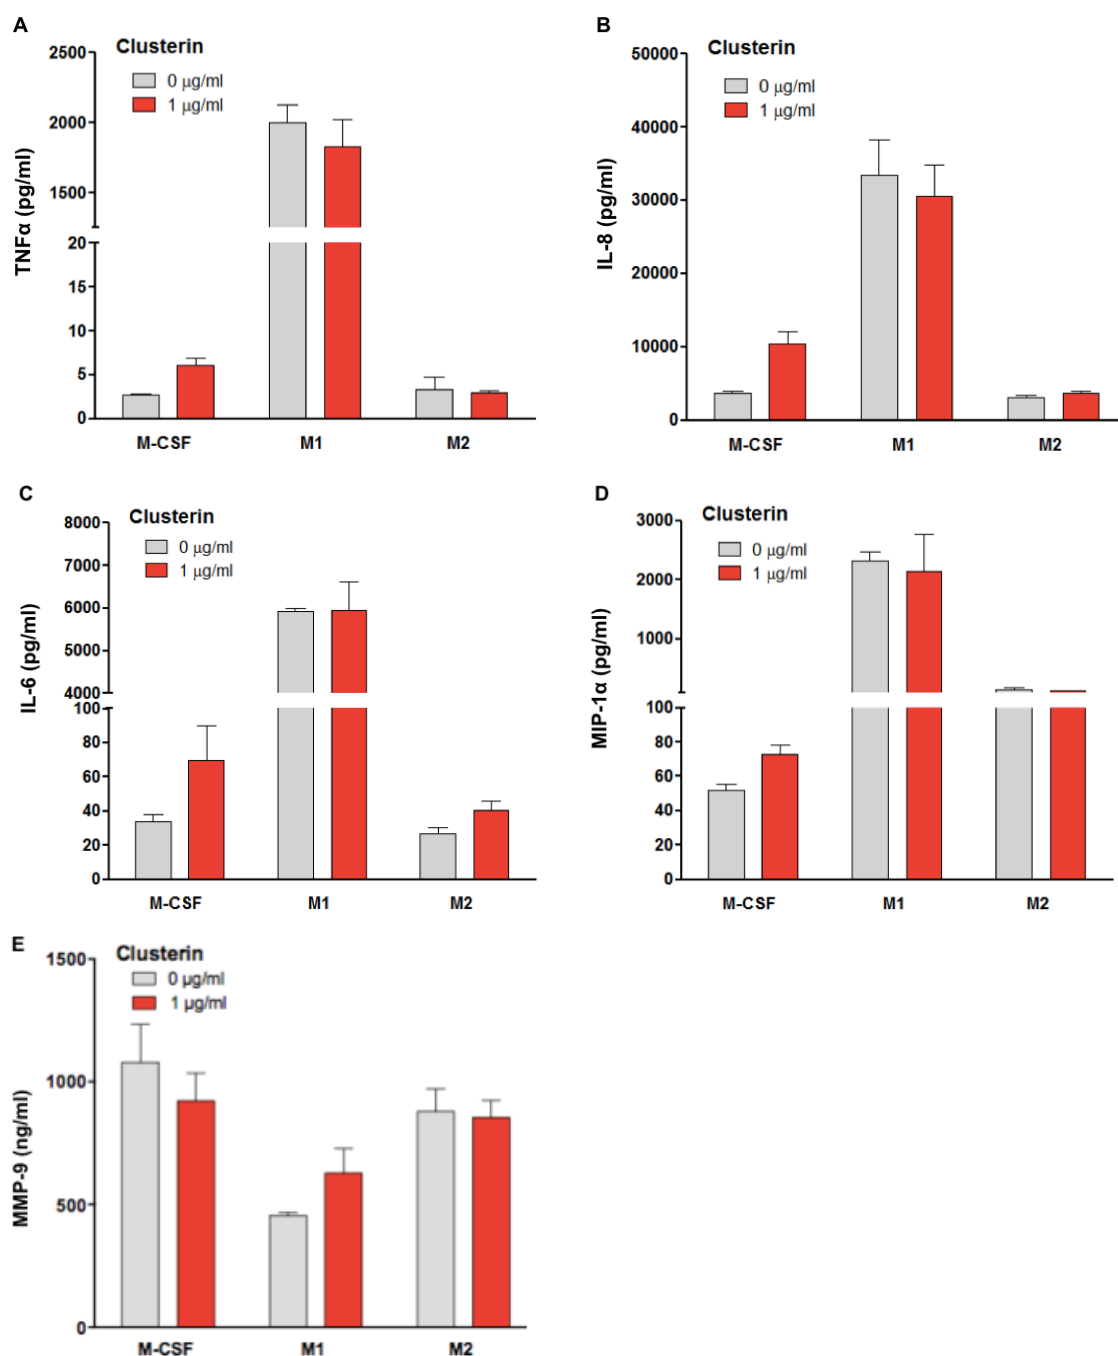 A
Clusterin
0 µg/ml
1 µg/ml
TNFα (pg/ml)
2500
2000
1500
20
15
10
5
0
M-CSF M1 M2
B
Clusterin
0 µg/ml
1 µg/ml
IL-8 (pg/ml)
50000
40000
30000
20000
10000
0
M-CSF M1 M2
C
Clusterin
0 µg/ml
1 µg/ml
IL-6 (pg/ml)
8000
7000
6000
5000
4000
100
80
60
40
20
0
M-CSF M1 M2
D
Clusterin
0 µg/ml
1 µg/ml
MIP-1α (pg/ml)
3000
2000
1000
100
80
60
40
20
0
M-CSF M1 M2
E
Clusterin
0 µg/ml
1 µg/ml
MMP-9 (ng/ml)
1500
1000
500
0
M-CSF M1 M2